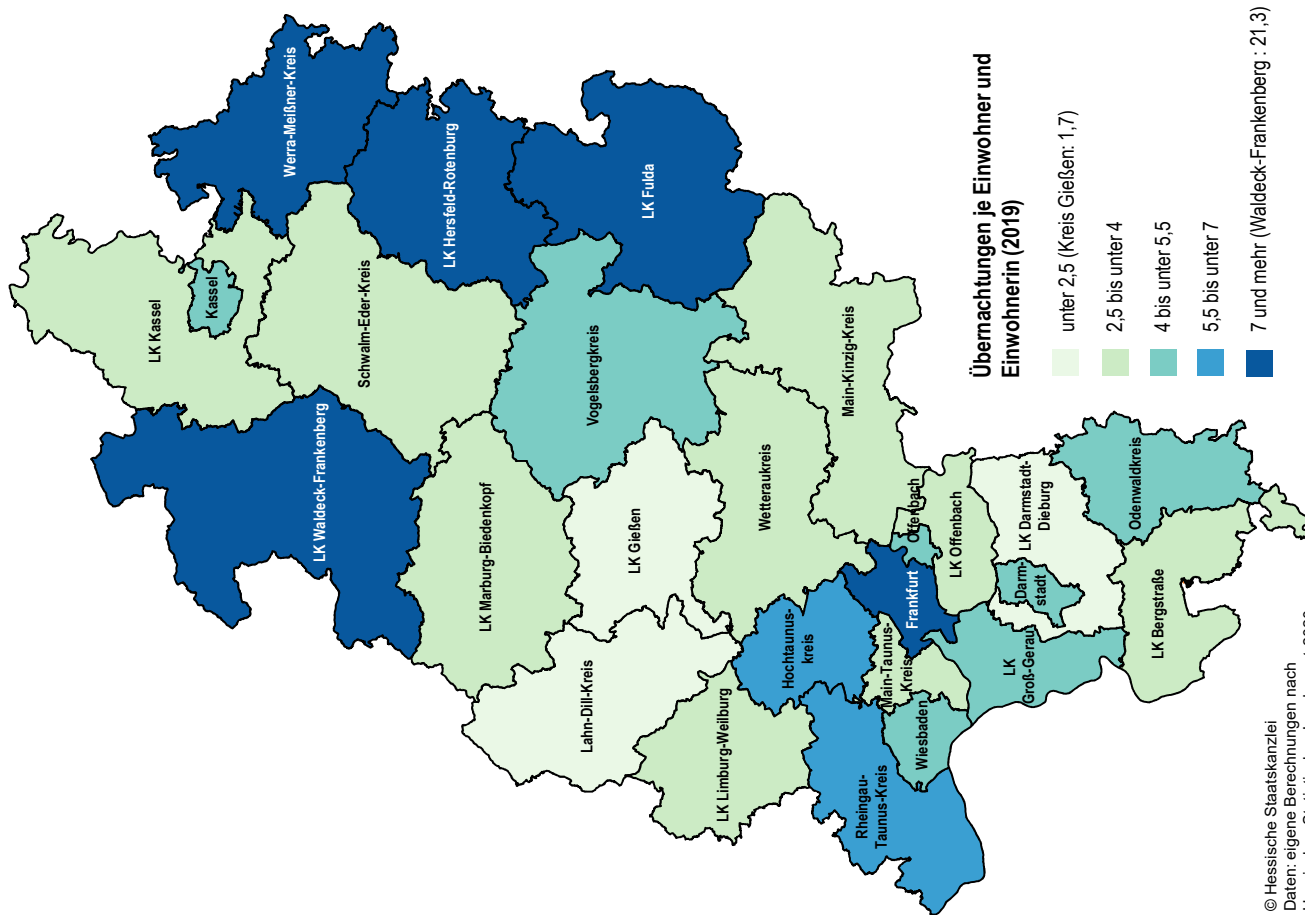 Werra-Meißner-Kreis
LK Kassel
Kassel
LK Hersfeld-Rotenburg
Schwalm-Eder-Kreis
LK Waldeck-Frankenberg
LK Fulda
Vogelsbergkreis
LK Marburg-Biedenkopf
LK Gießen
Lahn-Dill-Kreis
Main-Kinzig-Kreis
Wetteraukreis
Hochtaunus-
kreis
LK Limburg-Weilburg
Offenbach
LK Offenbach
Frankfurt
Main-Taunus-
Kreis
Wiesbaden
Rheingau-
Taunus-Kreis
LK Darmstadt-
Dieburg
Darm-
stadt
LK
Groß-Gerau
Odenwaldkreis
LK Bergstraße
Übernachtungen je Einwohner und
Einwohnerin (2019)
unter 2,5 (Kreis Gießen: 1,7)
2,5 bis unter 4
4 bis unter 5,5
5,5 bis unter 7
7 und mehr (Waldeck-Frankenberg : 21,3)
© Hessische Staatskanzlei
Daten: eigene Berechnungen nach